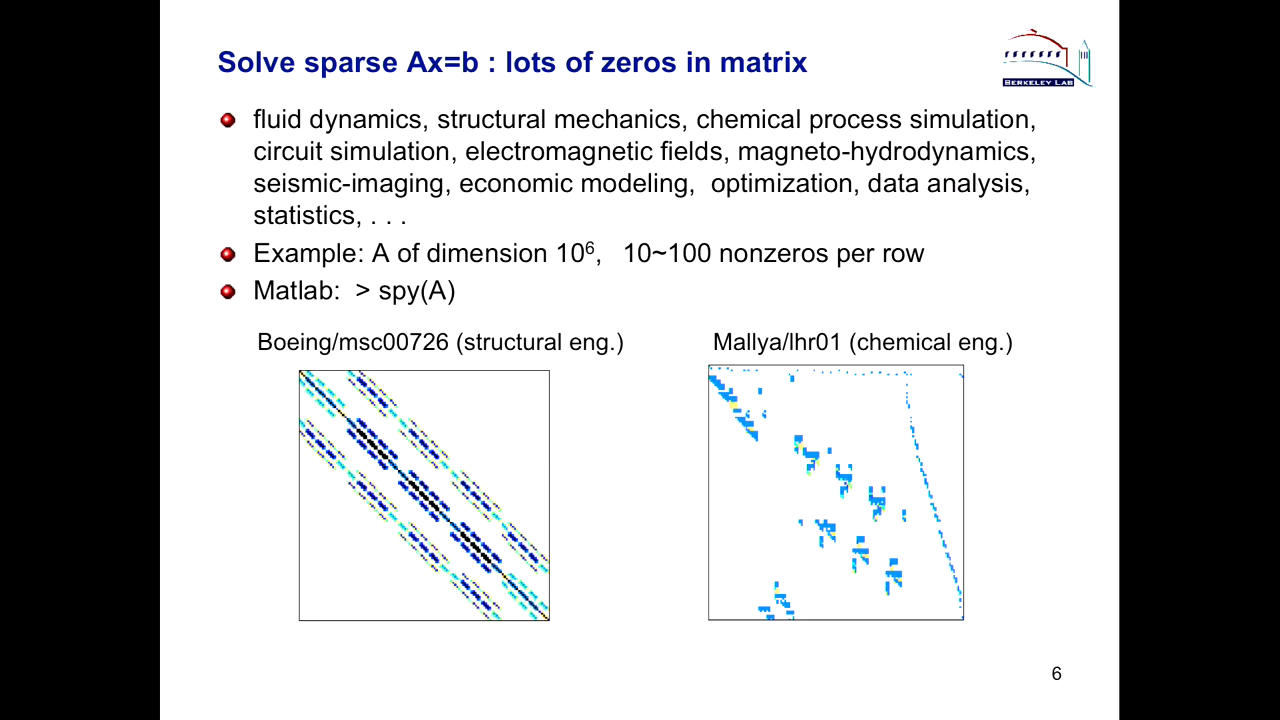 Solve sparse Ax=b : lots of zeros in matrix
BERKELEY LAB
fluid dynamics, structural mechanics, chemical process simulation,
circuit simulation, electromagnetic fields, magneto-hydrodynamics,
seismic-imaging, economic modeling,  optimization, data analysis,
statistics, . . .
Example: A of dimension 10⁶,   10~100 nonzeros per row
Matlab:  > spy(A)
Boeing/msc00726 (structural eng.)
Mallya/lhr01 (chemical eng.)
6